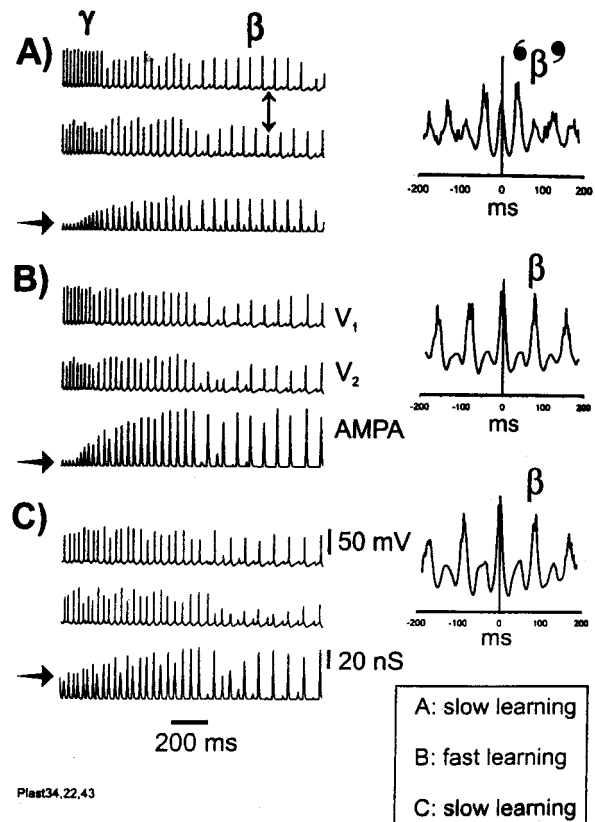 γ β
A)
‘β’
-200 -100 0 100 200
ms
B)
V1
V2
AMPA
β
-200 -100 0 100 200
ms
C)
50 mV
20 nS
200 ms
β
-200 -100 0 100 200
ms
A: slow learning
B: fast learning
C: slow learning
Plast34,22,43